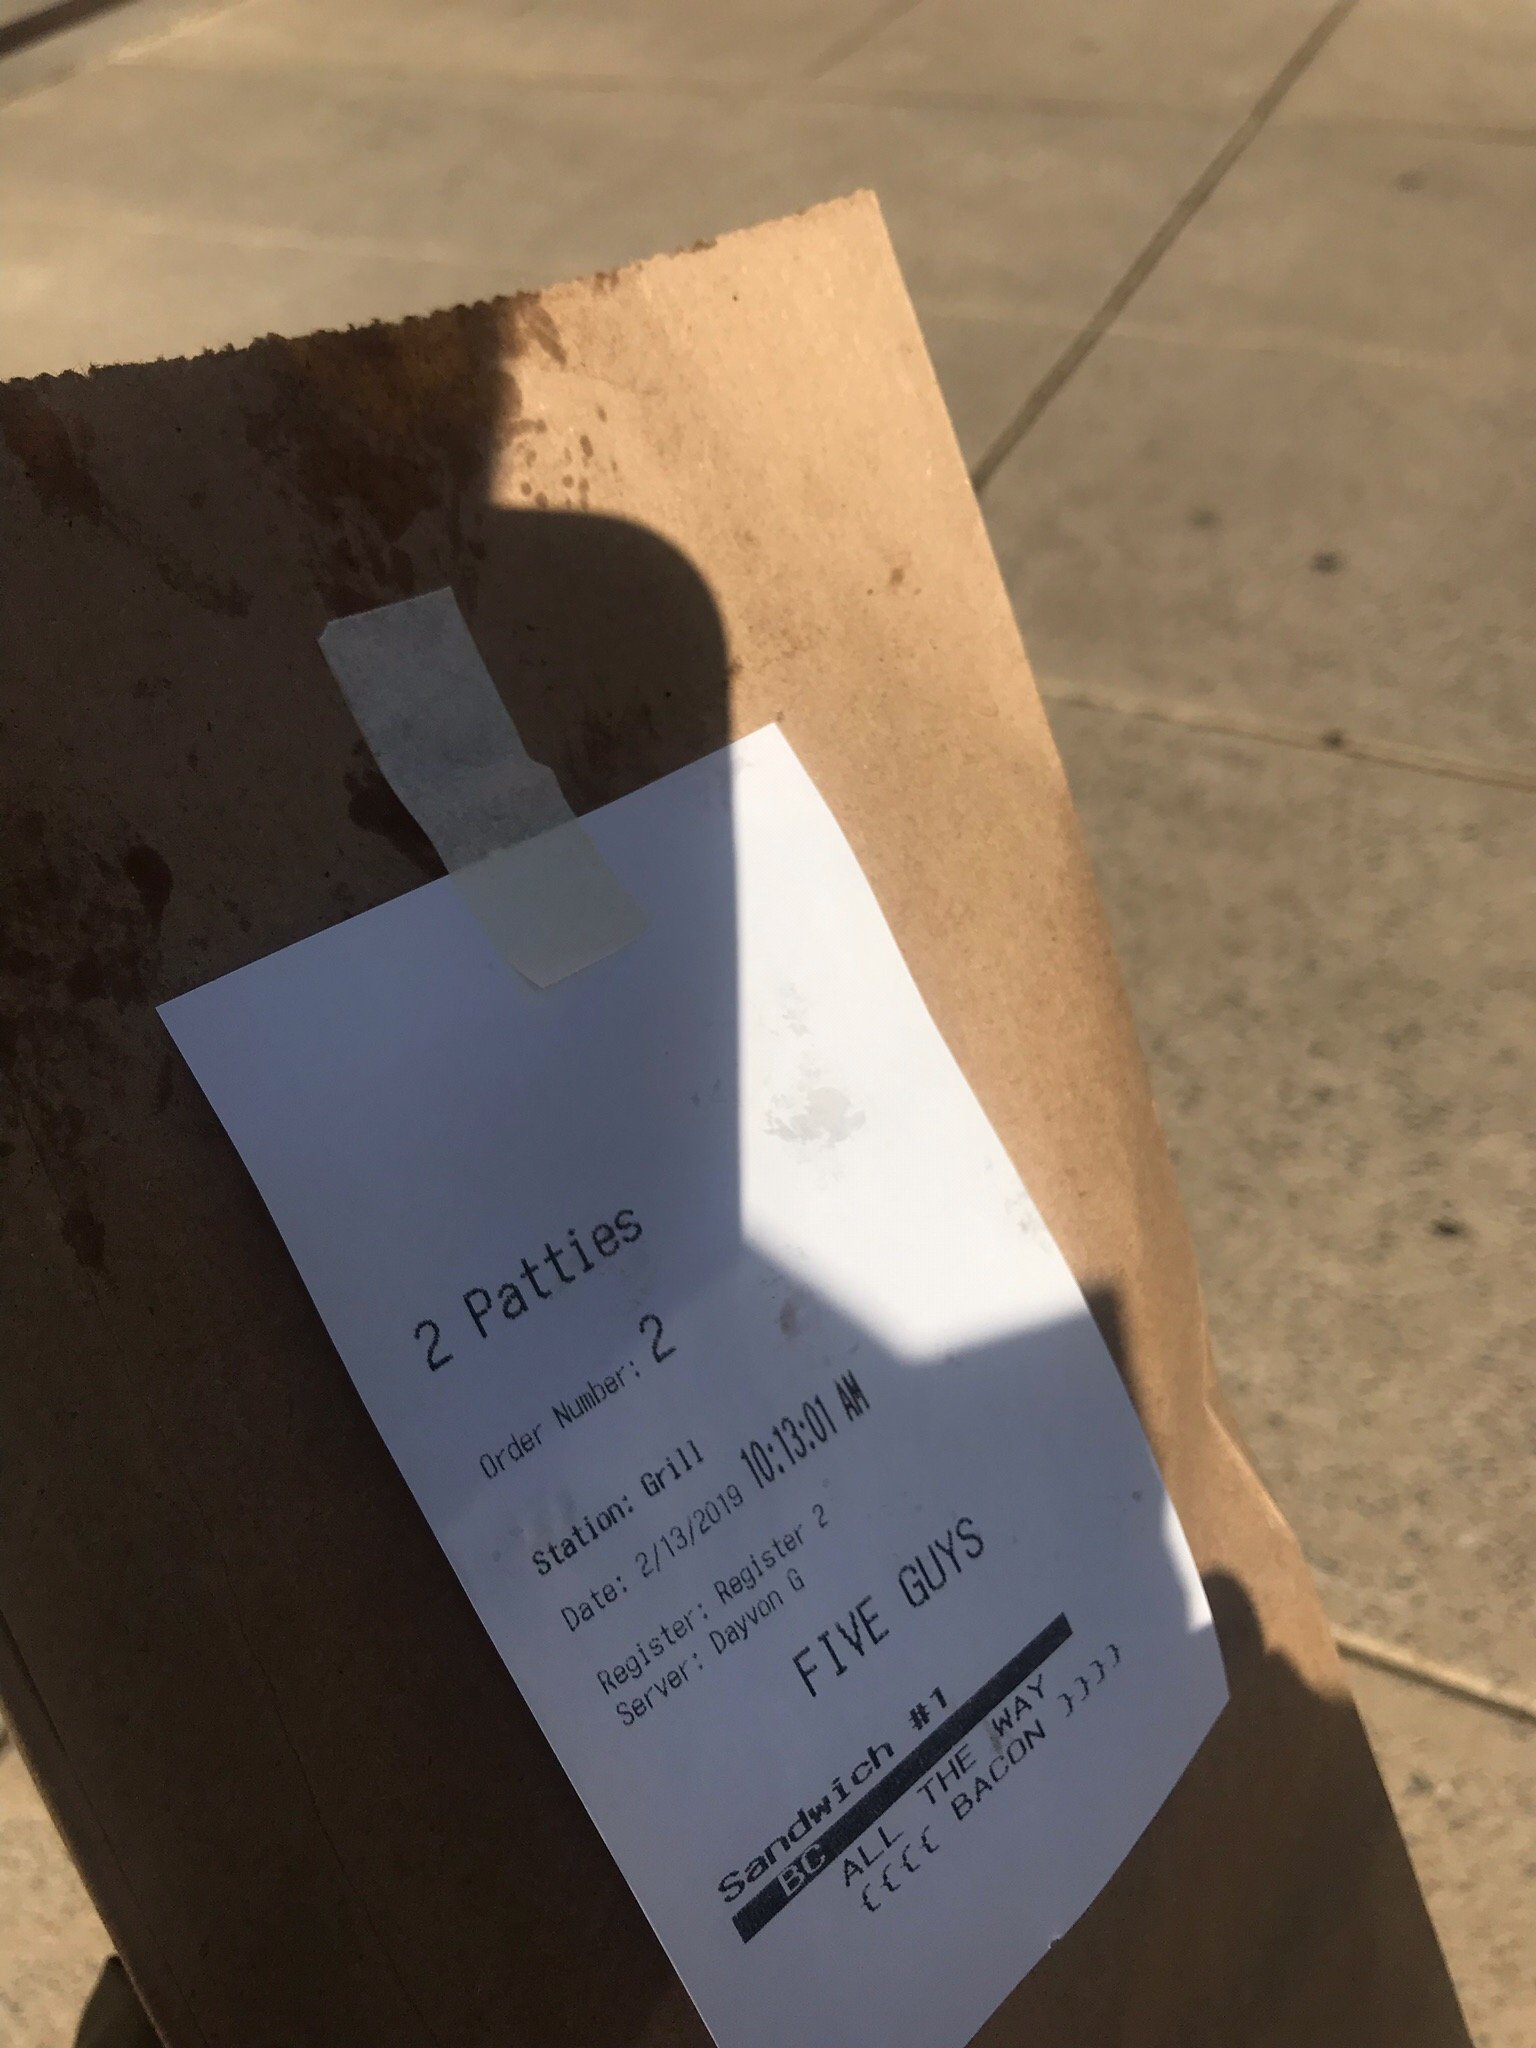 2 Patties
Order Number: 2
Station: Grill
Date: 2/13/2019 10:13:01 AM
Register: Register 2
Server: Dayvon G
FIVE GUYS
Sandwich #1
BC
ALL THE WAY
{{{{ BACON }}}}